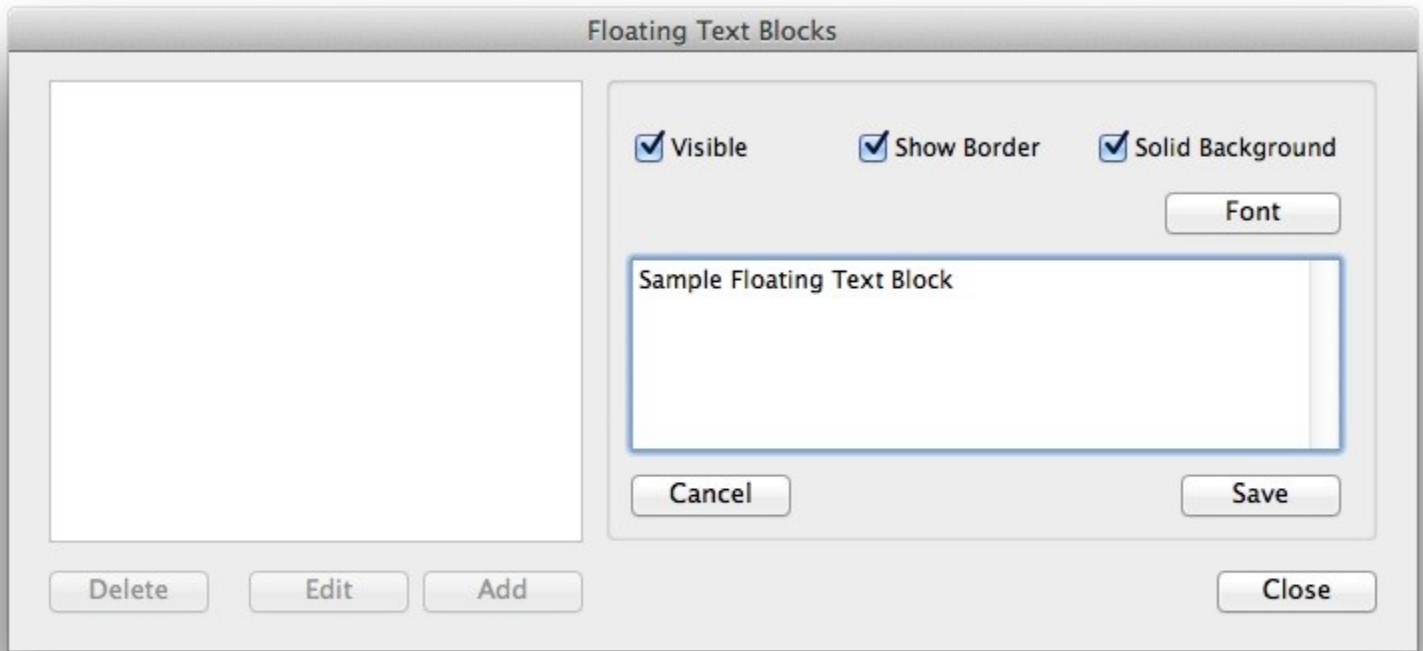 Floating Text Blocks
Visible Show Border Solid Background
Font
Sample Floating Text Block
Cancel Save
Delete Edit Add Close